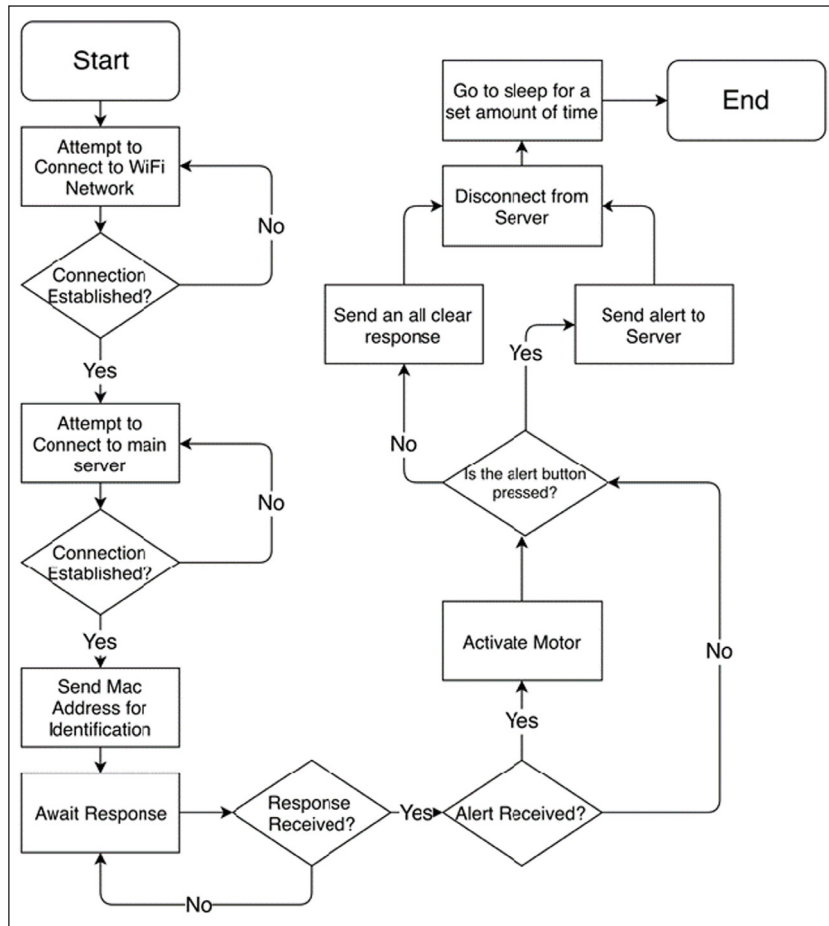 Start
Attempt to
Connect to WiFi
Network
No
Connection
Established?
Yes
Attempt to
Connect to main
server
No
Connection
Established?
Yes
Send Mac
Address for
Identification
Await Response
Response
Received?
No
Yes
Alert Received?
Yes
No
Activate Motor
Is the alert button
pressed?
No
Yes
Send an all clear
response
Send alert to
Server
Disconnect from
Server
Go to sleep for a
set amount of time
End